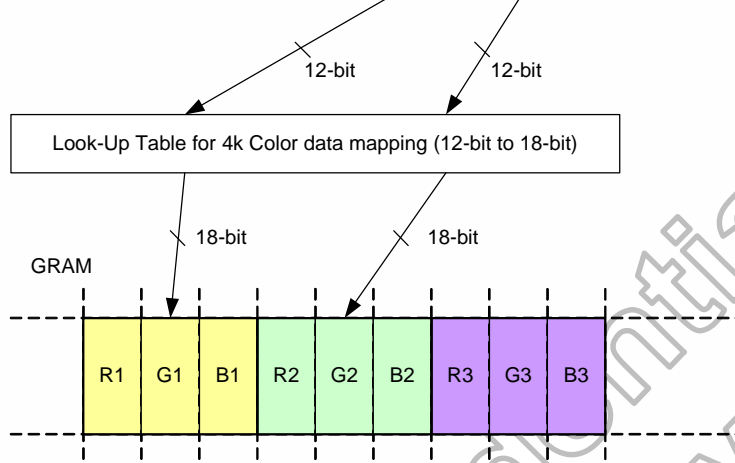 12-bit
12-bit
Look-Up Table for 4k Color data mapping (12-bit to 18-bit)
18-bit
18-bit
GRAM
R1
G1
B1
R2
G2
B2
R3
G3
B3